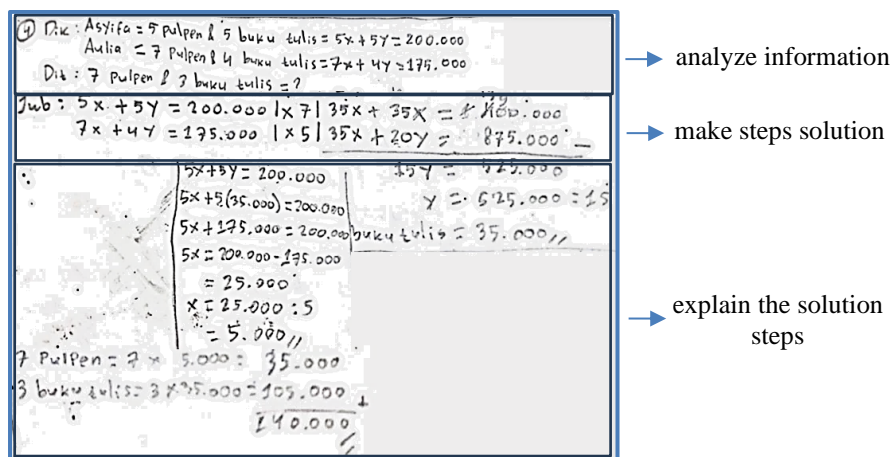 ④ Dik : Asyifa = 5 Pulpen & 5 buku tulis = 5x + 5Y = 200.000
Aulia = 7 Pulpen & 4 buku tulis = 7x + 4Y = 175.000
Dit : 7 Pulpen & 3 buku tulis = ?
analyze information
Jwb : 5x + 5Y = 200.000 |x7| 35x + 35X = 1.400.000
7x + 4Y = 175.000 |x5| 35x + 20Y = 875.000 -
make steps solution
15Y = 525.000
Y = 525.000 : 15
buku tulis = 35.000 //
5x + 5Y = 200.000
5x + 5(35.000) = 200.000
5x + 175.000 = 200.000
5x = 200.000 - 175.000
= 25.000
x = 25.000 : 5
= 5.000 //
explain the solution
steps
7 Pulpen = 7 x 5.000 = 35.000
3 buku tulis = 3 x 35.000 = 105.000 +
140.000 //